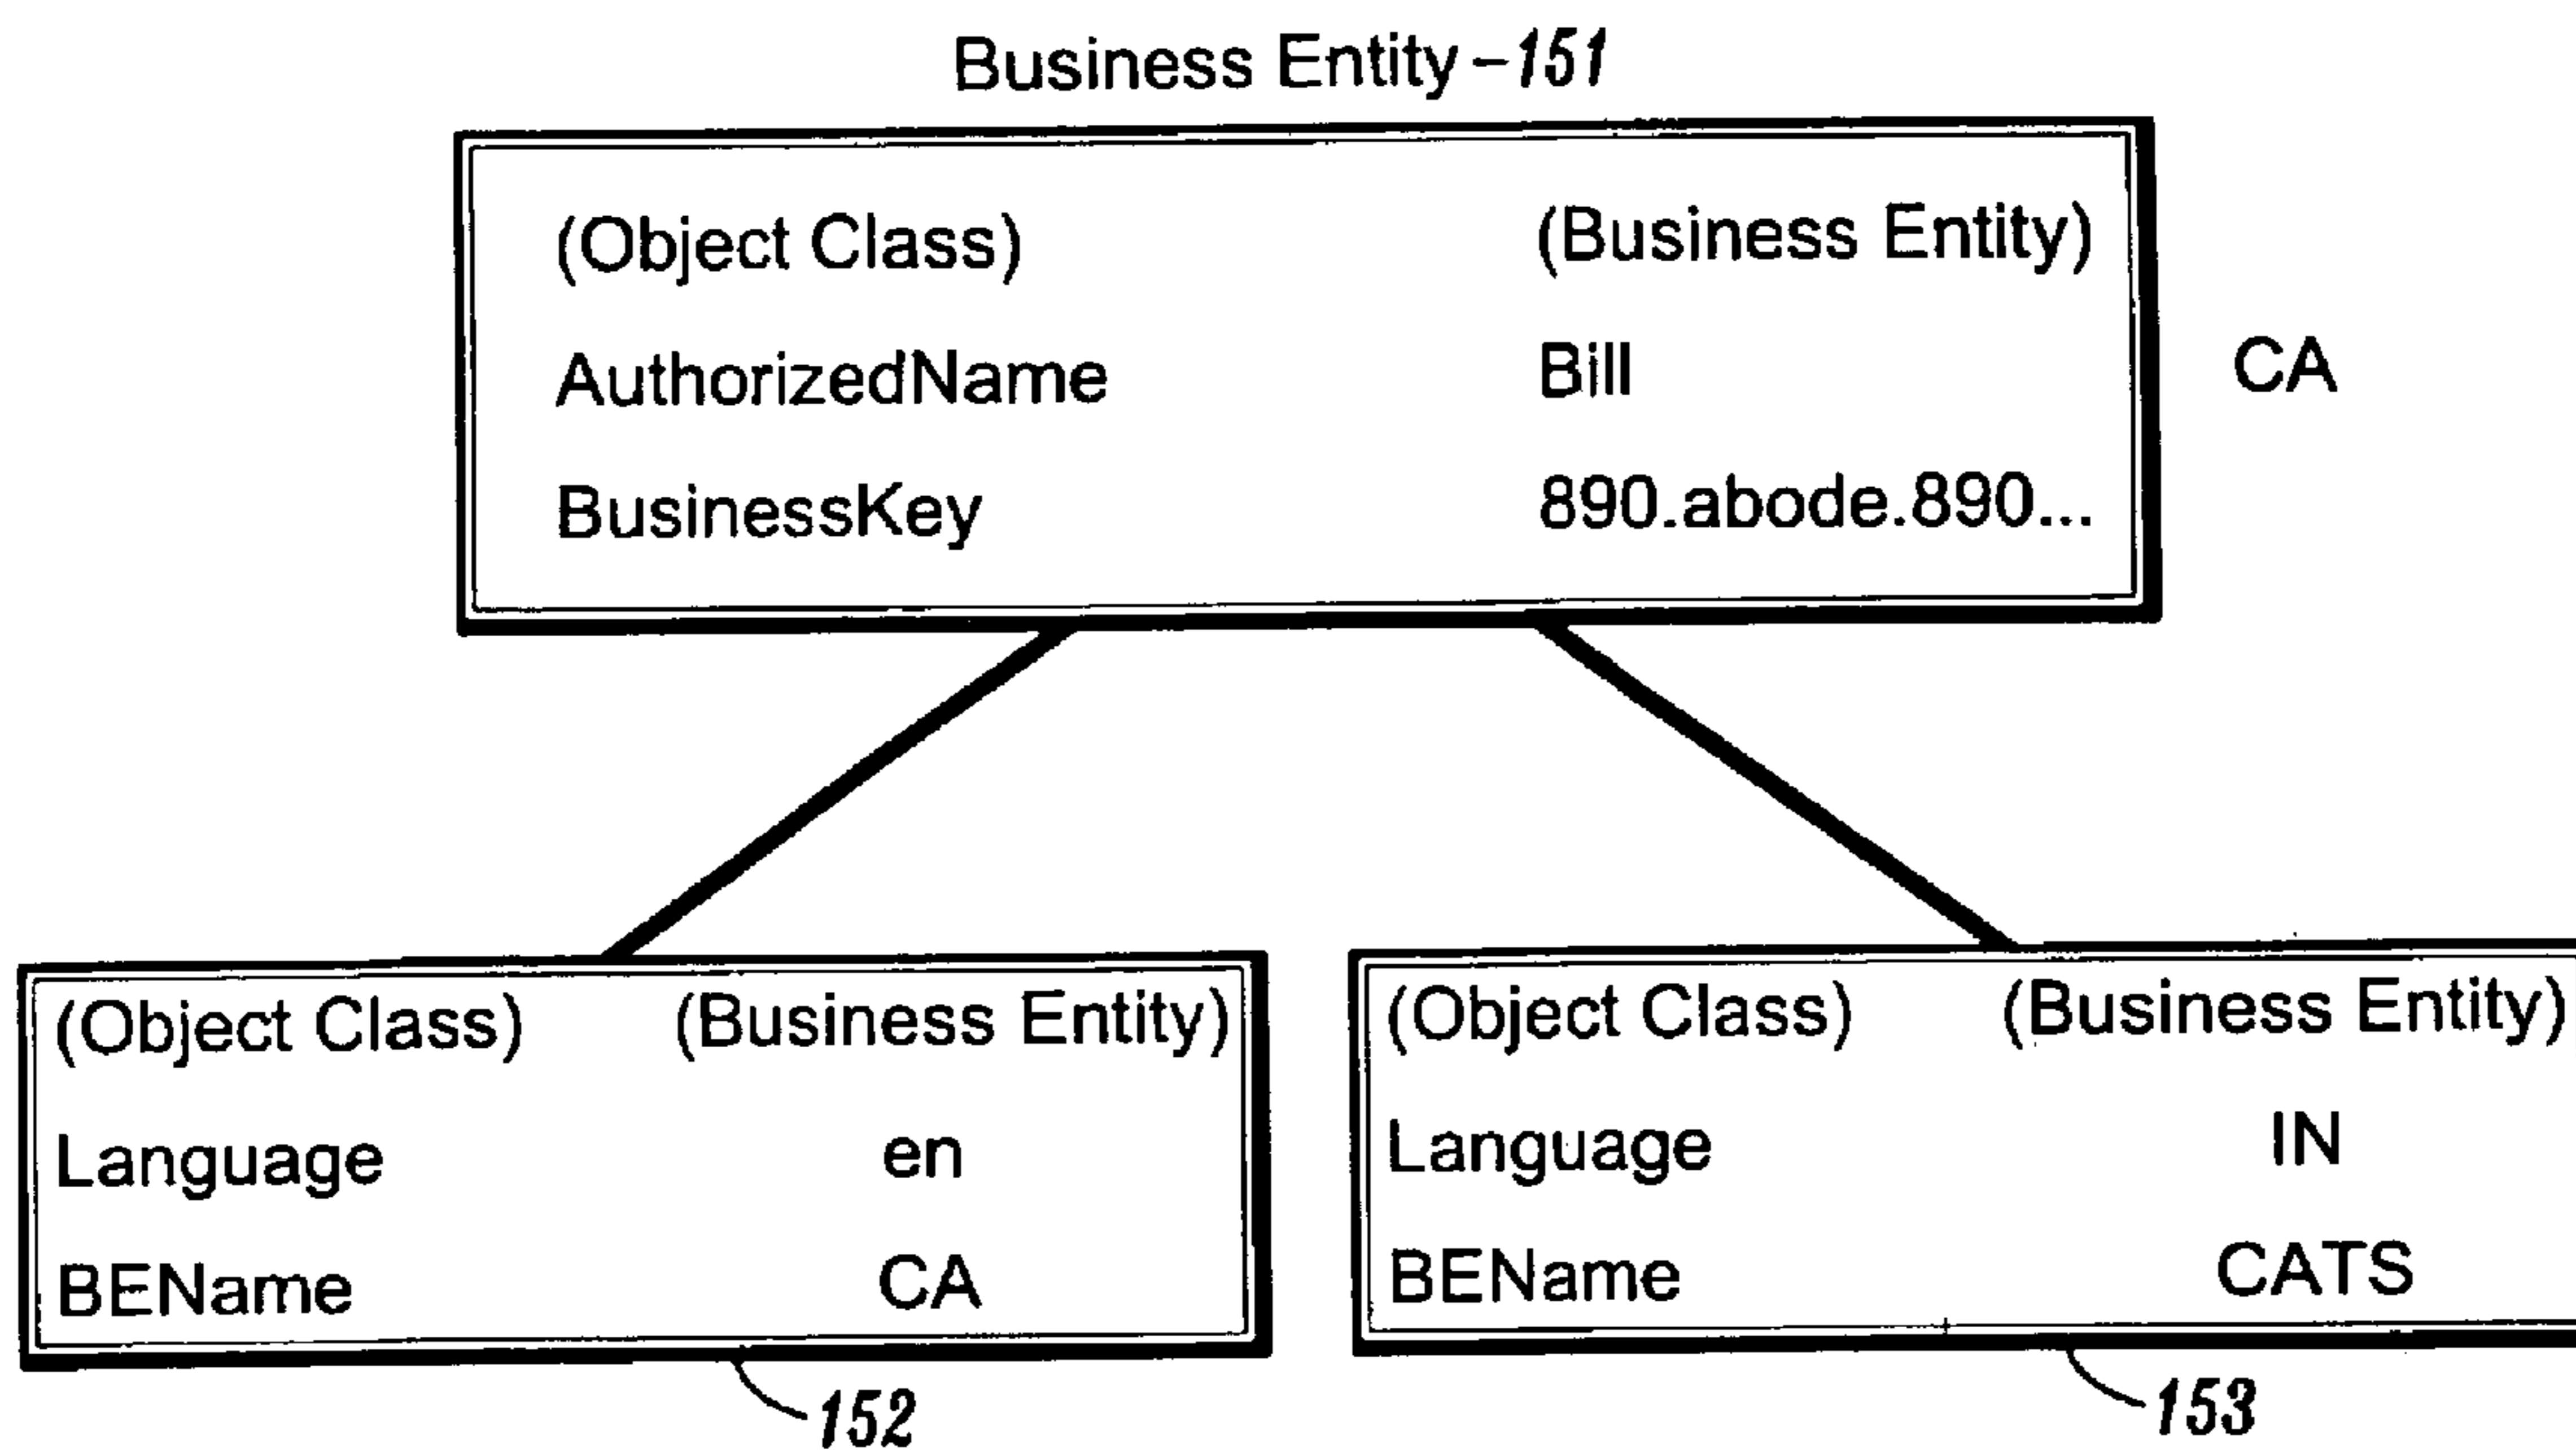 Business Entity - 151
(Object Class) (Business Entity)
AuthorizedName Bill CA
BusinessKey 890.abode.890...
(Object Class) (Business Entity) (Object Class) (Business Entity)
Language en Language IN
BEName CA BEName CATS
152 153